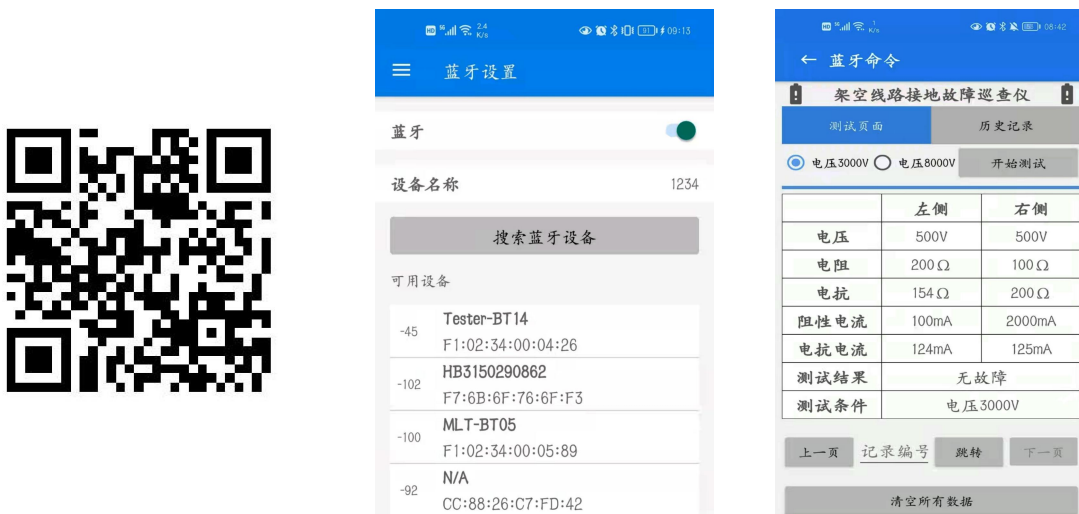 HD 5G 2.4 K/s 31 09:13
蓝牙设置
蓝牙
设备名称 1234
搜索蓝牙设备
可用设备
-45 Tester-BT14
F1:02:34:00:04:26
-102 HB3150290862
F7:6B:6F:76:6F:F3
-100 MLT-BT05
F1:02:34:00:05:89
-92 N/A
CC:88:26:C7:FD:42
HD 5G 1 K/s 08:42
← 蓝牙命令
架空线路接地故障巡查仪
测试页面 历史记录
电压3000V 电压8000V 开始测试
左侧 右侧
电压 500V 500V
电阻 200Ω 100Ω
电抗 154Ω 200Ω
阻性电流 100mA 2000mA
电抗电流 124mA 125mA
测试结果 无故障
测试条件 电压3000V
上一页 记录编号 跳转 下一页
清空所有数据